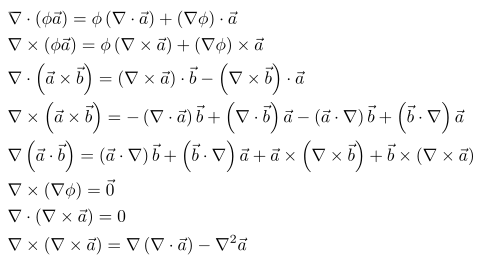 ∇ · (ϕa⃗) = ϕ (∇ · a⃗) + (∇ϕ) · a⃗
∇ × (ϕa⃗) = ϕ (∇ × a⃗) + (∇ϕ) × a⃗
∇ · (a⃗ × b⃗) = (∇ × a⃗) · b⃗ − (∇ × b⃗) · a⃗
∇ × (a⃗ × b⃗) = − (∇ · a⃗) b⃗ + (∇ · b⃗) a⃗ − (a⃗ · ∇) b⃗ + (b⃗ · ∇) a⃗
∇ (a⃗ · b⃗) = (a⃗ · ∇) b⃗ + (b⃗ · ∇) a⃗ + a⃗ × (∇ × b⃗) + b⃗ × (∇ × a⃗)
∇ × (∇ϕ) = 0⃗
∇ · (∇ × a⃗) = 0
∇ × (∇ × a⃗) = ∇ (∇ · a⃗) − ∇²a⃗